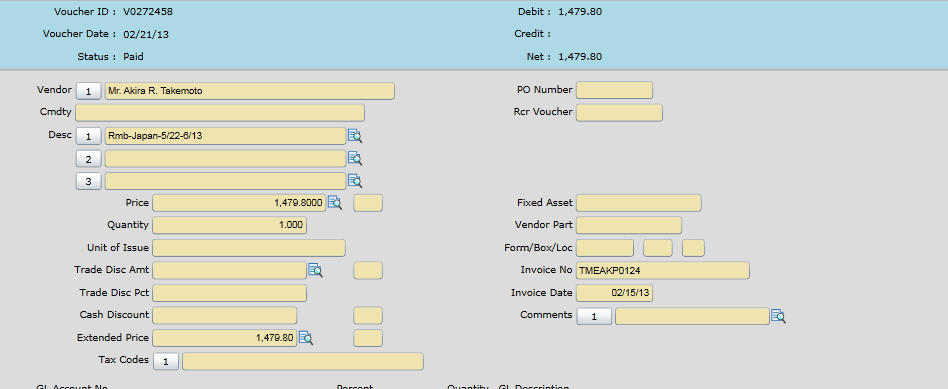 Voucher ID : V0272458 Debit : 1,479.80
Voucher Date : 02/21/13 Credit :
Status : Paid Net : 1,479.80
Vendor 1 Mr. Akira R. Takemoto PO Number
Cmdty Rcr Voucher
Desc 1 Rmb-Japan-5/22-6/13
2
3
Price 1,479.8000 Fixed Asset
Quantity 1.000 Vendor Part
Unit of Issue Form/Box/Loc
Trade Disc Amt Invoice No TMEAKP0124
Trade Disc Pct Invoice Date 02/15/13
Cash Discount Comments 1
Extended Price 1,479.80
Tax Codes 1
GL Account No Percent Quantity GL Description